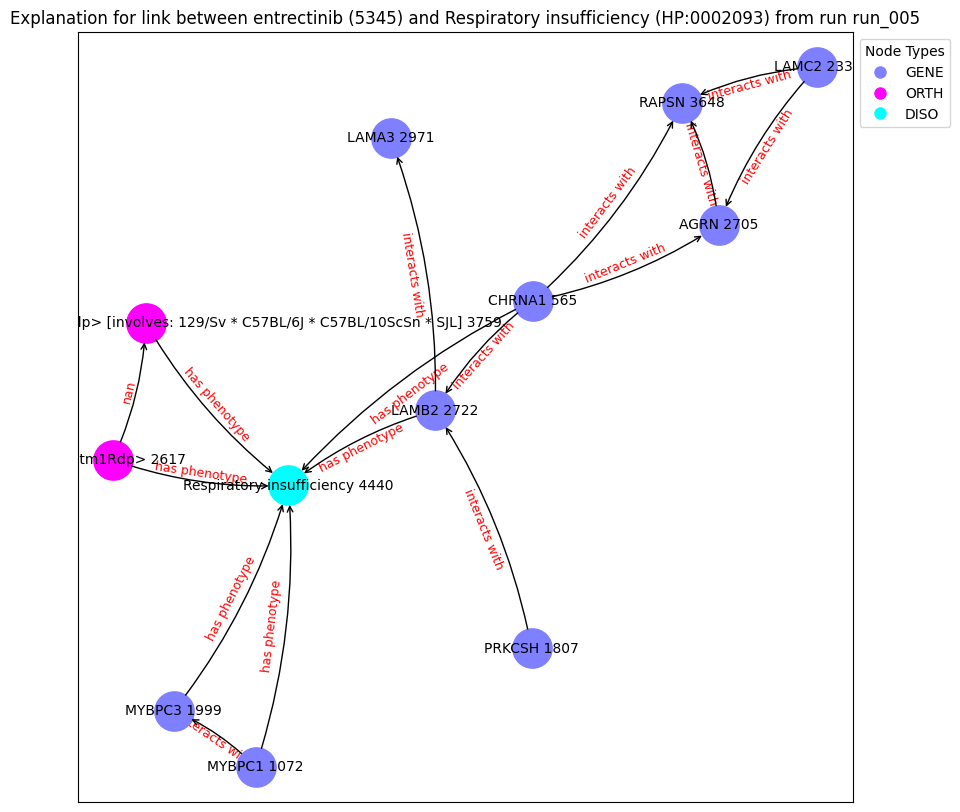 Explanation for link between entrectinib (5345) and Respiratory insufficiency (HP:0002093) from run run_005
Node Types
GENE
ORTH
DISO
LAMC2 233
interacts with
RAPSN 3648
LAMA3 2971
interacts with
interacts with
interacts with
AGRN 2705
interacts with
interacts with
CHRNA1 565
dp> [involves: 129/Sv * C57BL/6J * C57BL/10ScSn * SJL] 3759
interacts with
has phenotype
nan
has phenotype
LAMB2 2722
has phenotype
tm1Rdp> 2617
has phenotype
Respiratory insufficiency 4440
interacts with
has phenotype
has phenotype
PRKCSH 1807
MYBPC3 1999
teracts wi
MYBPC1 1072